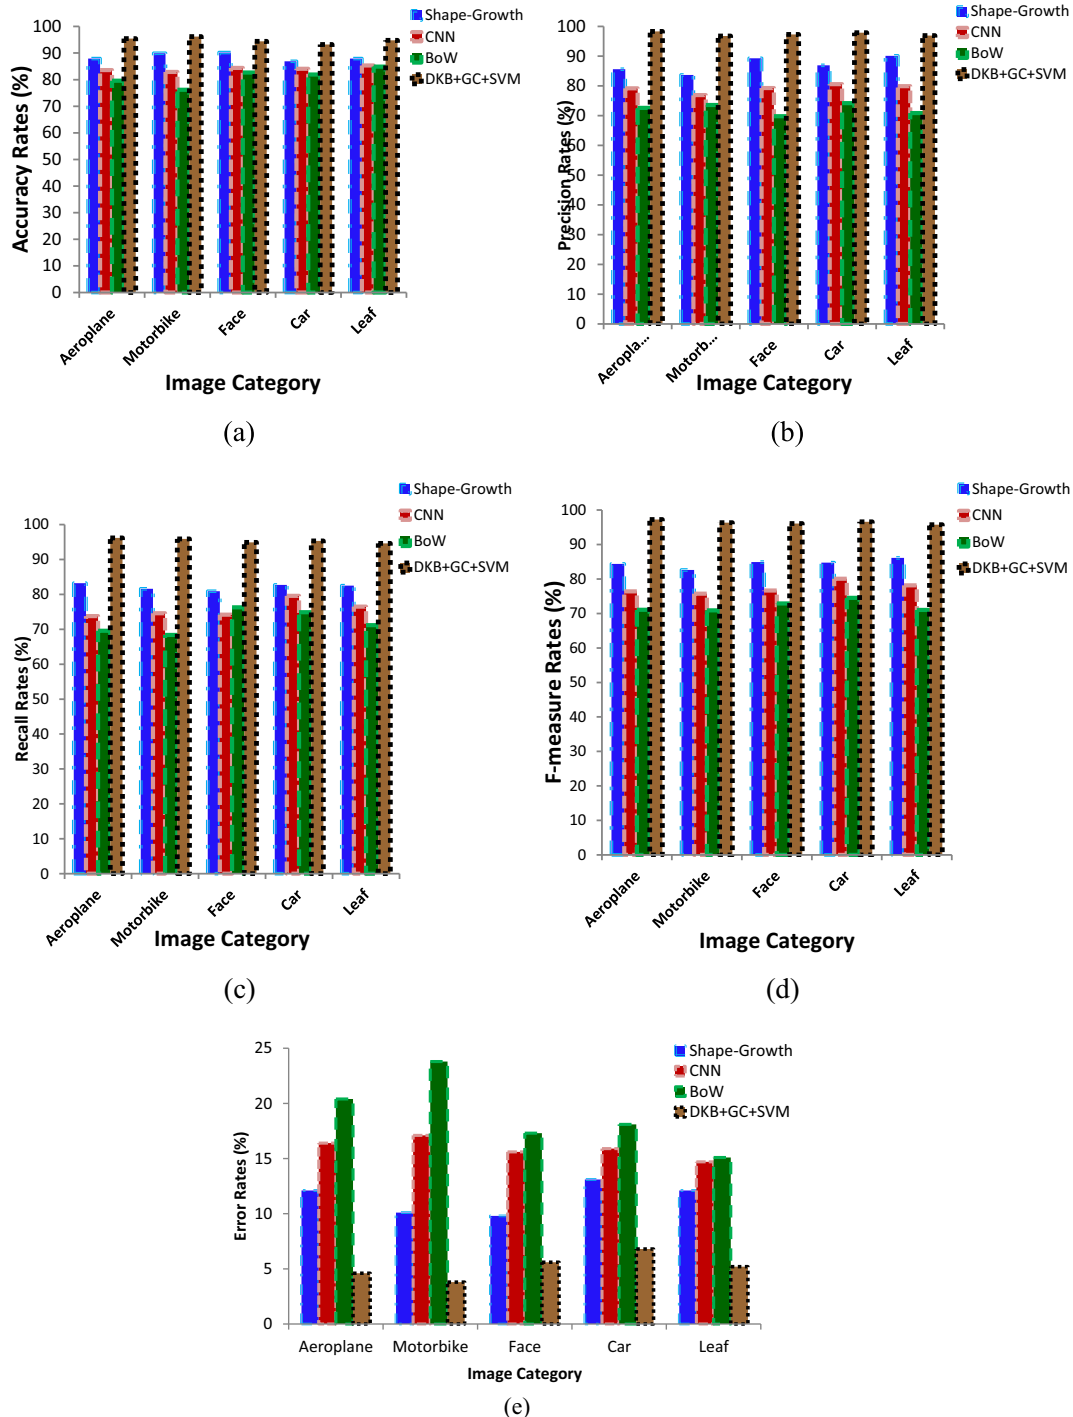 Shape-Growth
CNN
BoW
DKB+GC+SVM
100
90
80
70
60
50
40
30
20
10
0
Accuracy Rates (%)
Aeroplane
Motorbike
Face
Car
Leaf
Image Category
(a)
Shape-Growth
CNN
BoW
DKB+GC+SVM
100
90
80
70
60
50
40
30
20
10
0
Precision Rates (%)
Aeropla...
Motorb...
Face
Car
Leaf
Image Category
(b)
Shape-Growth
CNN
BoW
DKB+GC+SVM
100
90
80
70
60
50
40
30
20
10
0
Recall Rates (%)
Aeroplane
Motorbike
Face
Car
Leaf
Image Category
(c)
Shape-Growth
CNN
BoW
DKB+GC+SVM
100
90
80
70
60
50
40
30
20
10
0
F-measure Rates (%)
Aeroplane
Motorbike
Face
Car
Leaf
Image Category
(d)
Shape-Growth
CNN
BoW
DKB+GC+SVM
25
20
15
10
5
0
Error Rates (%)
Aeroplane
Motorbike
Face
Car
Leaf
Image Category
(e)